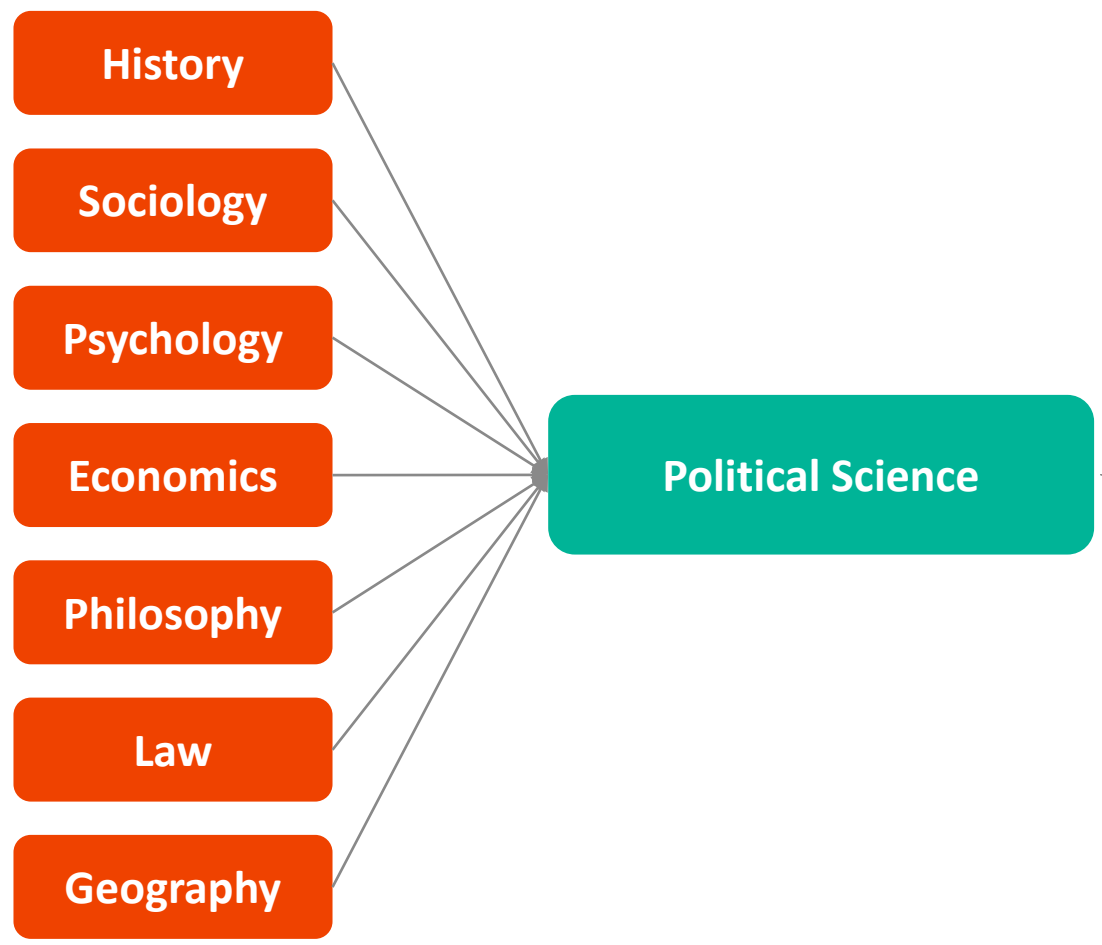 History
Sociology
Psychology
Economics
Political Science
Philosophy
Law
Geography